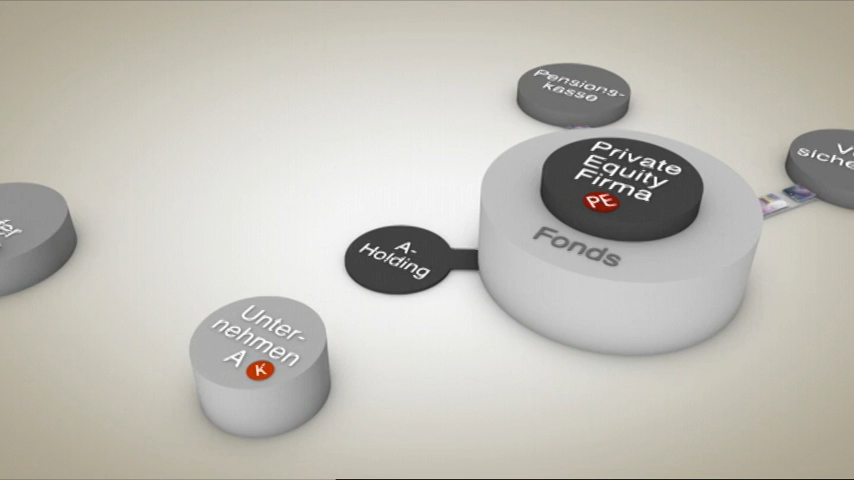 Pensions-
kasse
Private
Equity
Firma
PE
Fonds
A-
Holding
Unter-
nehmen
A K